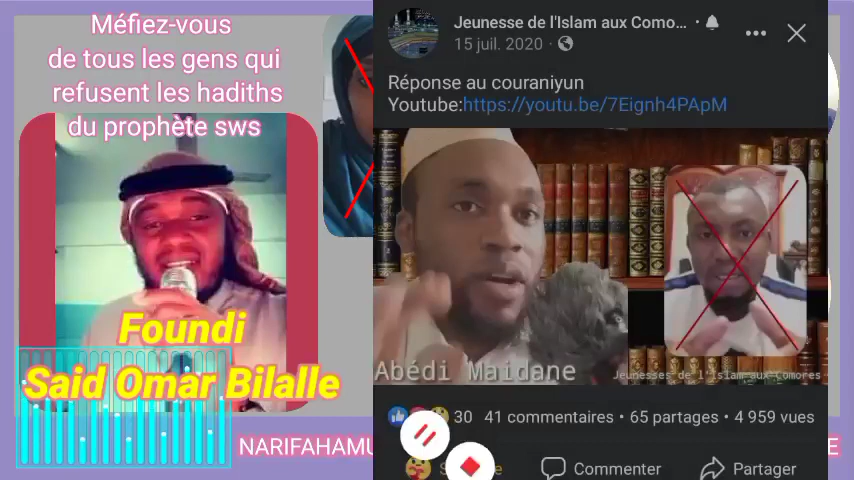 Méfiez-vous
de tous les gens qui
refusent les hadiths
du prophète sws
Foundi
Said Omar Bilalle
NARIFAHAMU
Jeunesse de l'Islam aux Como...
15 juil. 2020
Réponse au couraniyun
Youtube:https://youtu.be/7Eignh4PApM
Abédi Maidane
Jeunesses de l'Islam aux Comores
30 41 commentaires • 65 partages • 4 959 vues
Commenter
Partager
E